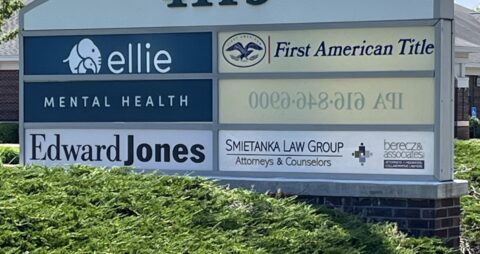 ellie
MENTAL HEALTH
First American Title
IPA 616-846-6900
Edward Jones
SMIETANKA LAW GROUP
Attorneys & Counselors
berecz&
associates